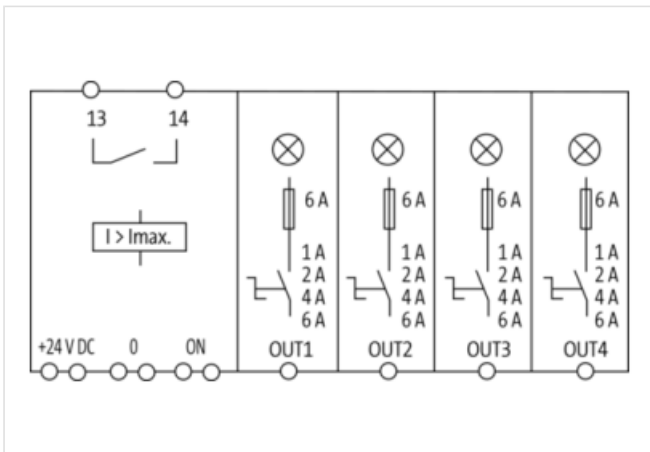 13 14
I > Imax.
+24 V DC 0 ON
6 A
1 A
2 A
4 A
6 A
OUT1
6 A
1 A
2 A
4 A
6 A
OUT2
6 A
1 A
2 A
4 A
6 A
OUT3
6 A
1 A
2 A
4 A
6 A
OUT4